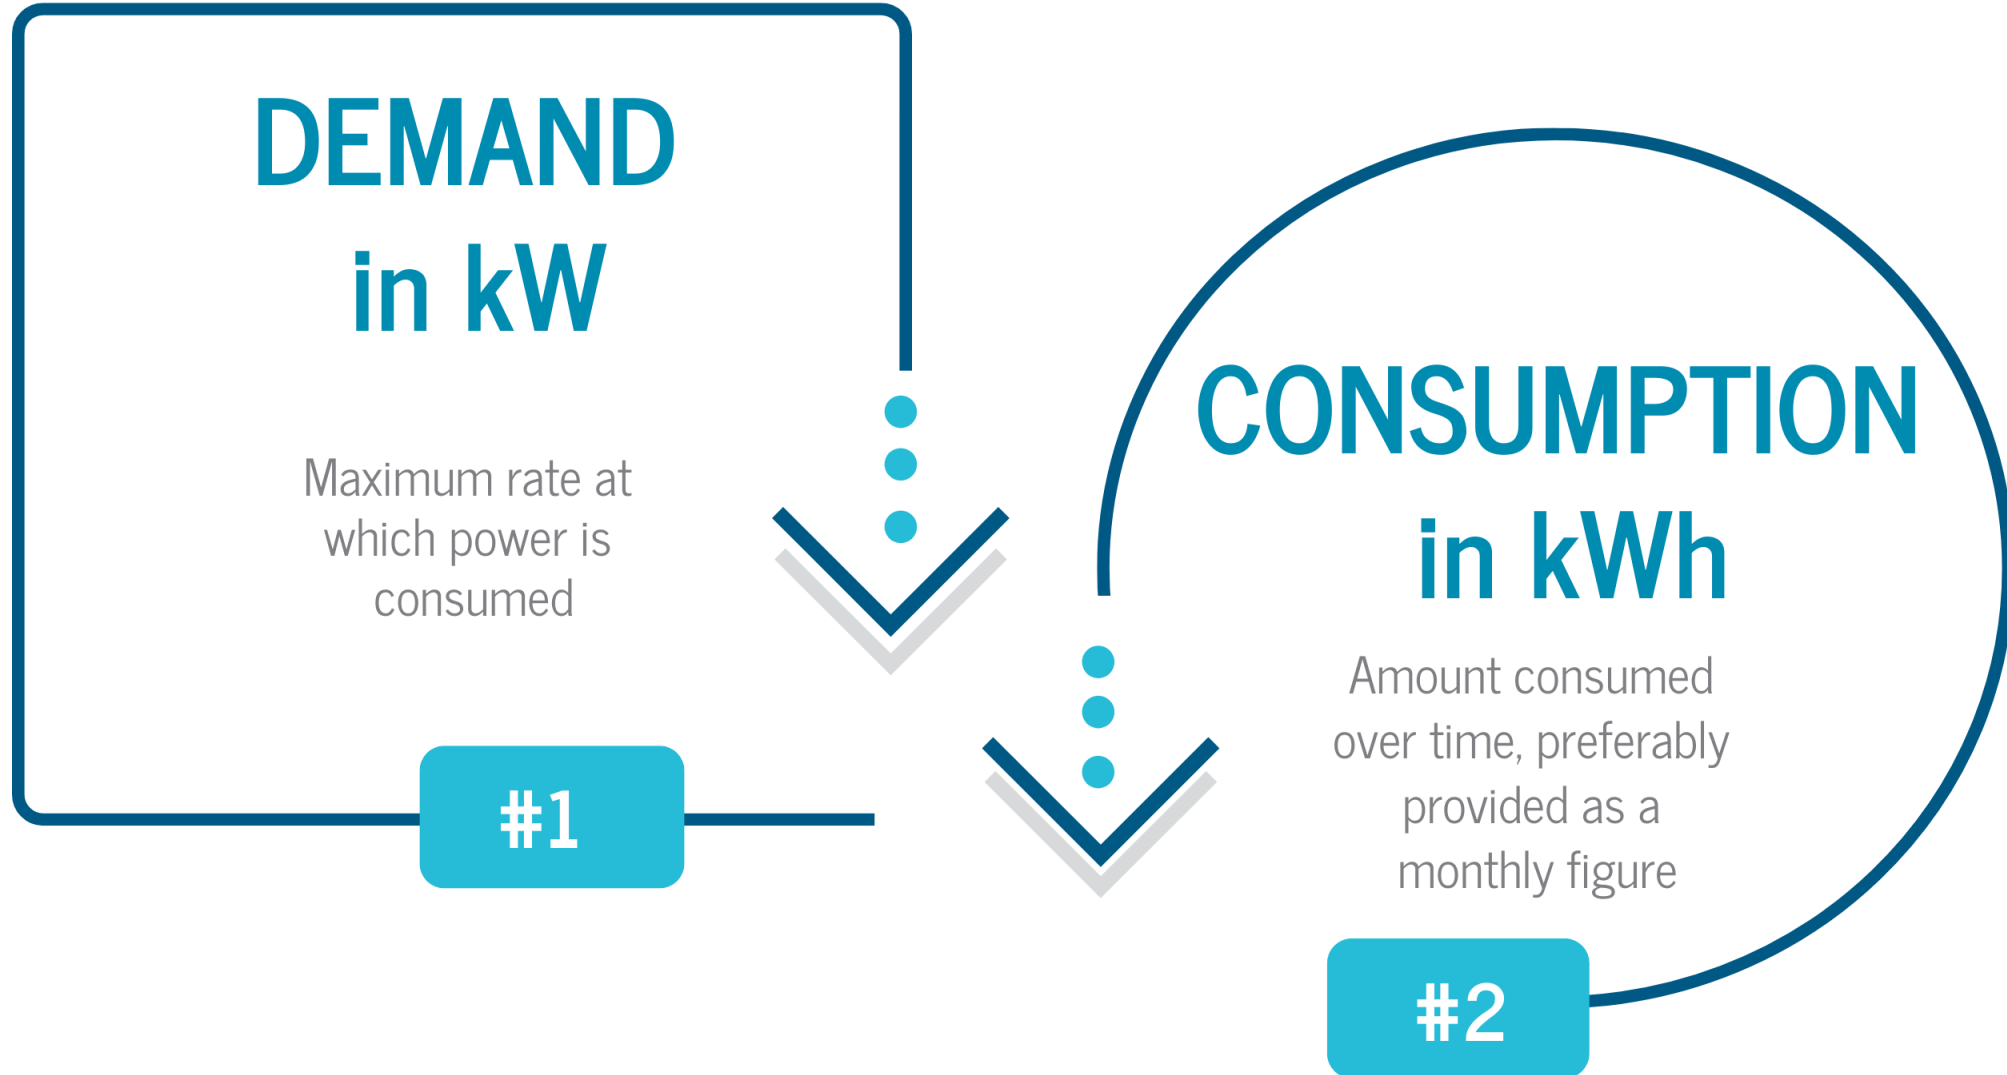 DEMAND
in kW
Maximum rate at
which power is
consumed
#1
CONSUMPTION
in kWh
Amount consumed
over time, preferably
provided as a
monthly figure
#2